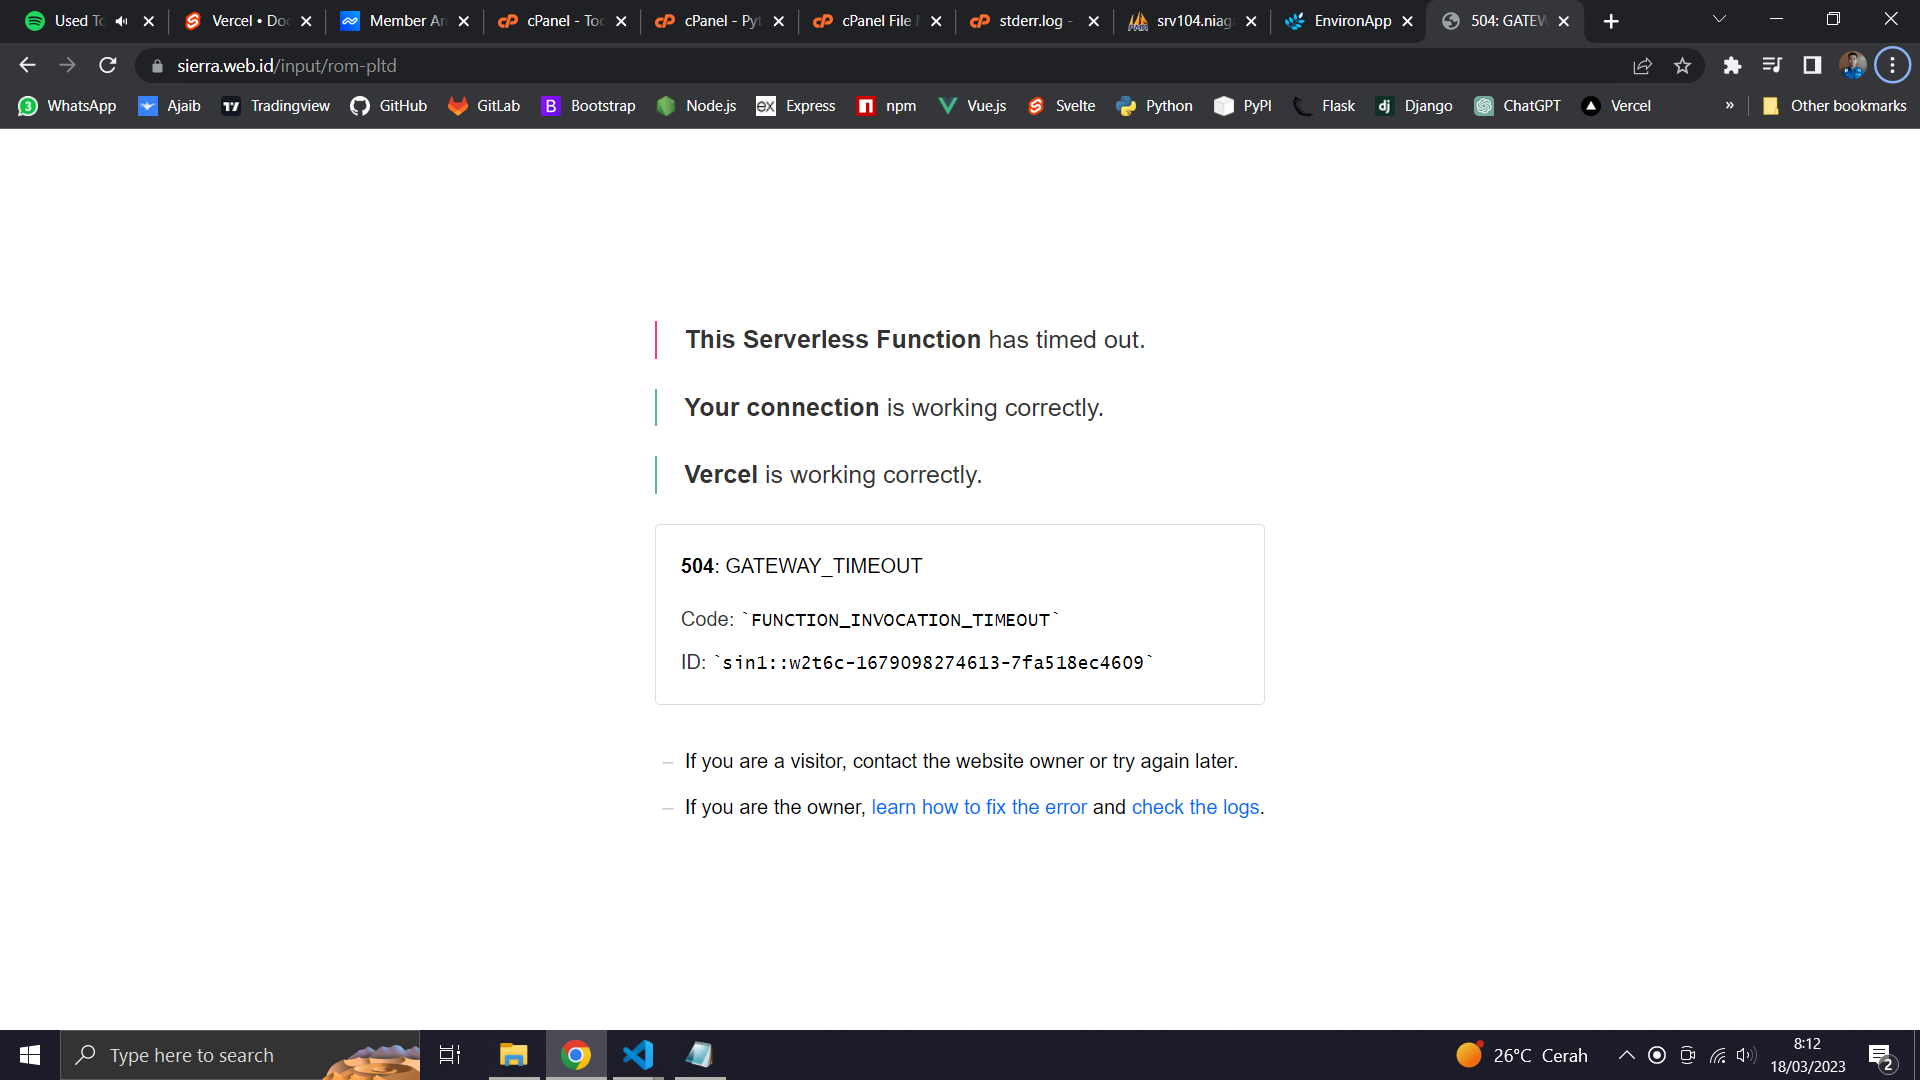 Used To
Vercel • Do
Member Ar
cPanel - Too
cPanel - Pyt
cPanel File M
stderr.log -
srv104.niag
EnvironApp
504: GATEW
sierra.web.id/input/rom-pltd
WhatsApp
Ajaib
Tradingview
GitHub
GitLab
Bootstrap
Node.js
Express
npm
Vue.js
Svelte
Python
PyPI
Flask
Django
ChatGPT
Vercel
»
Other bookmarks
This Serverless Function has timed out.
Your connection is working correctly.
Vercel is working correctly.
504: GATEWAY_TIMEOUT
Code: `FUNCTION_INVOCATION_TIMEOUT`
ID: `sin1::w2t6c-1679098274613-7fa518ec4609`
– If you are a visitor, contact the website owner or try again later.
– If you are the owner, learn how to fix the error and check the logs.
Type here to search
26°C Cerah
8:12
18/03/2023
2